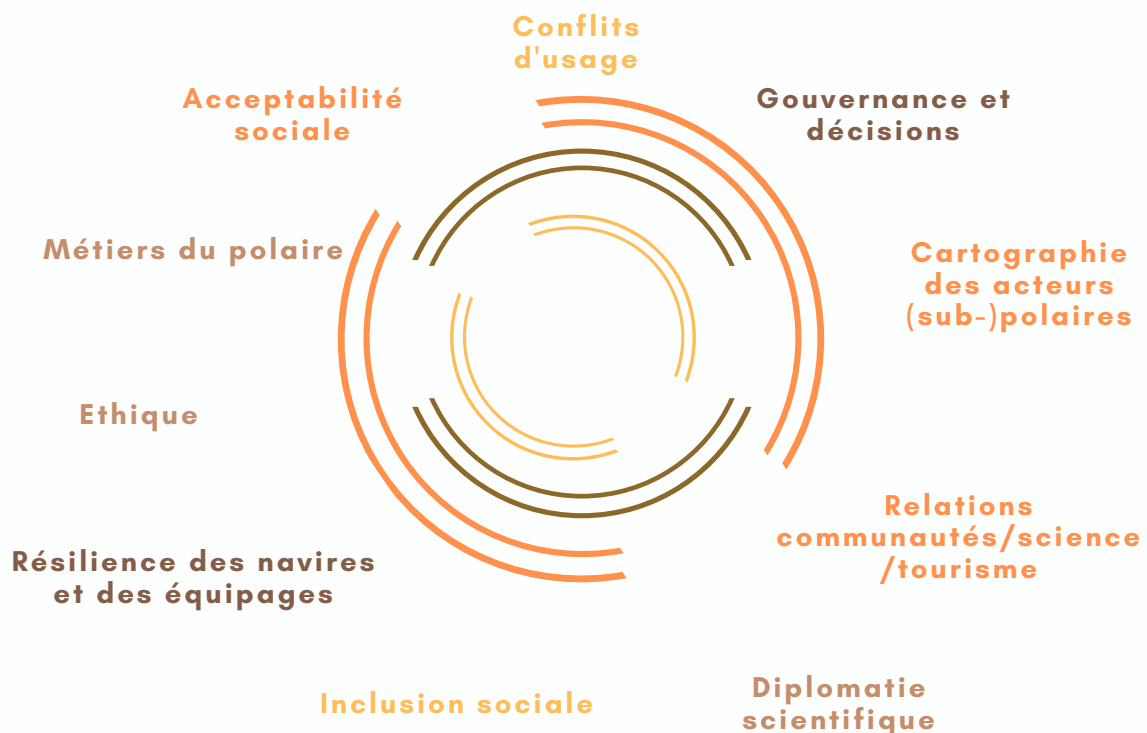 Conflits
d'usage
Acceptabilité
sociale
Gouvernance et
décisions
Métiers du polaire
Cartographie
des acteurs
(sub-)polaires
Ethique
Relations
communautés/science
/tourisme
Résilience des navires
et des équipages
Inclusion sociale
Diplomatie
scientifique